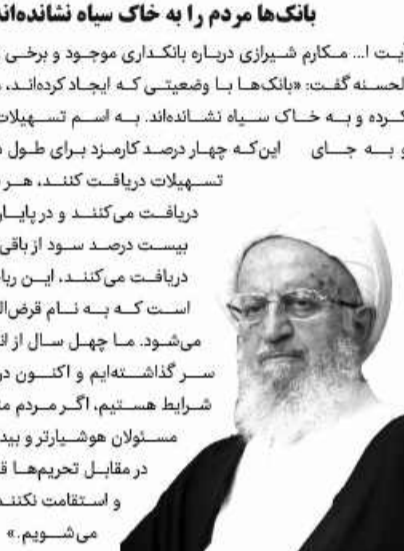 بانک‌ها مردم را به خاک سیاه نشانده‌اند
آیت ا... مکارم شیرازی درباره بانکداری موجود و برخی
لحسنه گفت: «بانک‌ها با وضعیتی که ایجاد کرده‌اند،
کرده و به خاک سیاه نشانده‌اند. به اسم تسهیلات
و به جای این‌که چهار درصد کارمزد برای طول
تسهیلات دریافت کنند، هر
دریافت می‌کنند و در پایان
بیست درصد سود از باقی
دریافت می‌کنند، این ربا
است که به نام قرض‌ال
می‌شود. ما چهل سال از ان
سر گذاشته‌ایم و اکنون در
شرایط هستیم، اگر مردم
مسئولان هوشیارتر و بید
در مقابل تحریم‌ها
و استقامت نکنند
می‌شویم.»